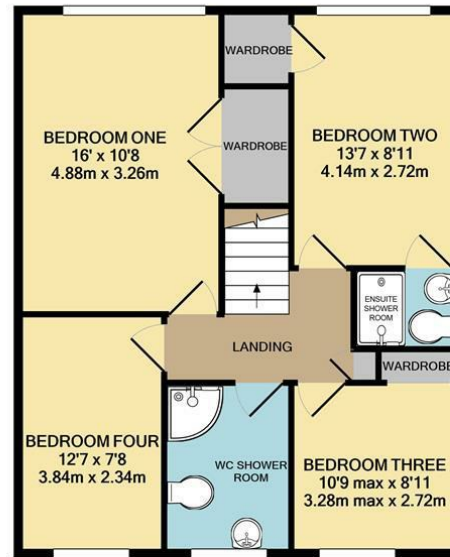 WARDROBE
BEDROOM ONE
16' x 10'8
4.88m x 3.26m
WARDROBE
BEDROOM TWO
13'7 x 8'11
4.14m x 2.72m
ENSUITE
SHOWER
ROOM
LANDING
WARDROBE
BEDROOM FOUR
12'7 x 7'8
3.84m x 2.34m
WC SHOWER
ROOM
BEDROOM THREE
10'9 max x 8'11
3.28m max x 2.72m